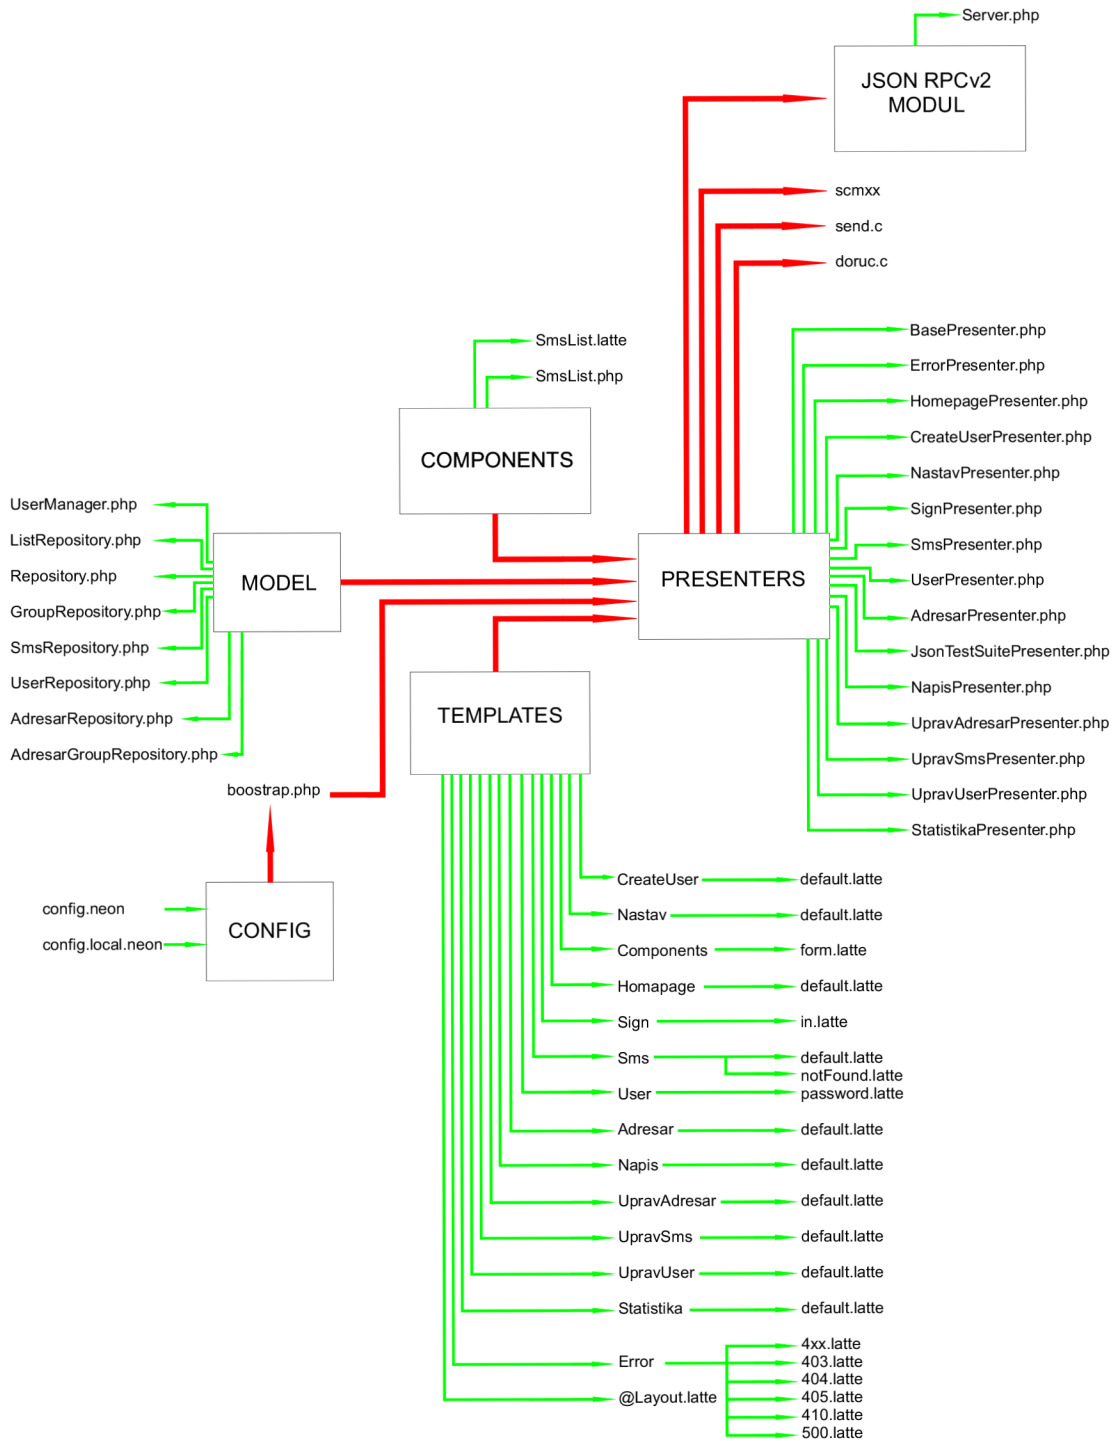 Server.php
JSON RPCv2
MODUL
scmxx
send.c
doruc.c
SmsList.latte
SmsList.php
COMPONENTS
BasePresenter.php
ErrorPresenter.php
HomepagePresenter.php
CreateUserPresenter.php
NastavPresenter.php
SignPresenter.php
SmsPresenter.php
UserPresenter.php
AdresarPresenter.php
JsonTestSuitePresenter.php
NapisPresenter.php
UpravAdresarPresenter.php
UpravSmsPresenter.php
UpravUserPresenter.php
StatistikaPresenter.php
PRESENTERS
UserManager.php
ListRepository.php
Repository.php
GroupRepository.php
SmsRepository.php
UserRepository.php
AdresarRepository.php
AdresarGroupRepository.php
MODEL
TEMPLATES
boostrap.php
config.neon
config.local.neon
CONFIG
CreateUser default.latte
Nastav default.latte
Components form.latte
Homapage default.latte
Sign in.latte
Sms default.latte
notFound.latte
User password.latte
Adresar default.latte
Napis default.latte
UpravAdresar default.latte
UpravSms default.latte
UpravUser default.latte
Statistika default.latte
Error
4xx.latte
403.latte
404.latte
405.latte
410.latte
500.latte
@Layout.latte